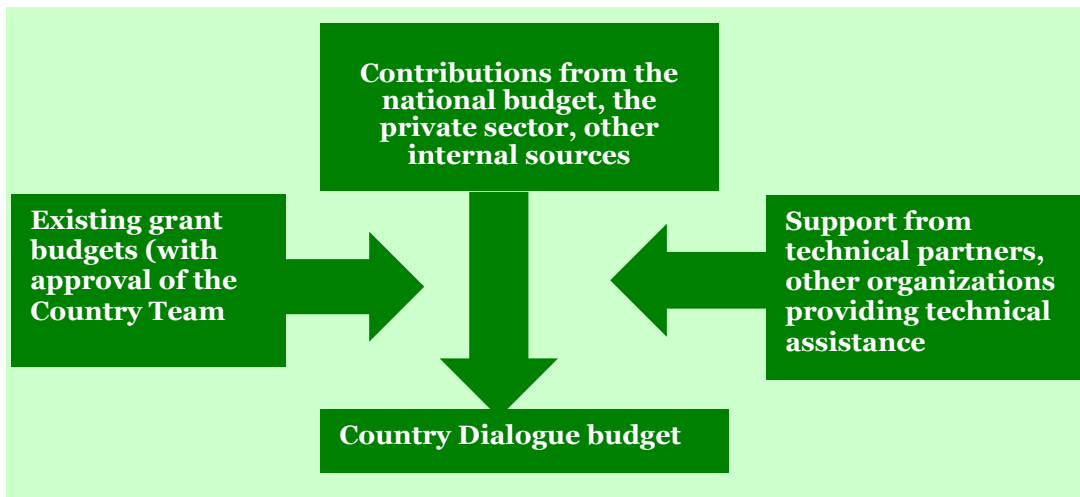 Contributions from the
national budget, the
private sector, other
internal sources
Existing grant
budgets (with
approval of the
Country Team
Support from
technical partners,
other organizations
providing technical
assistance
Country Dialogue budget